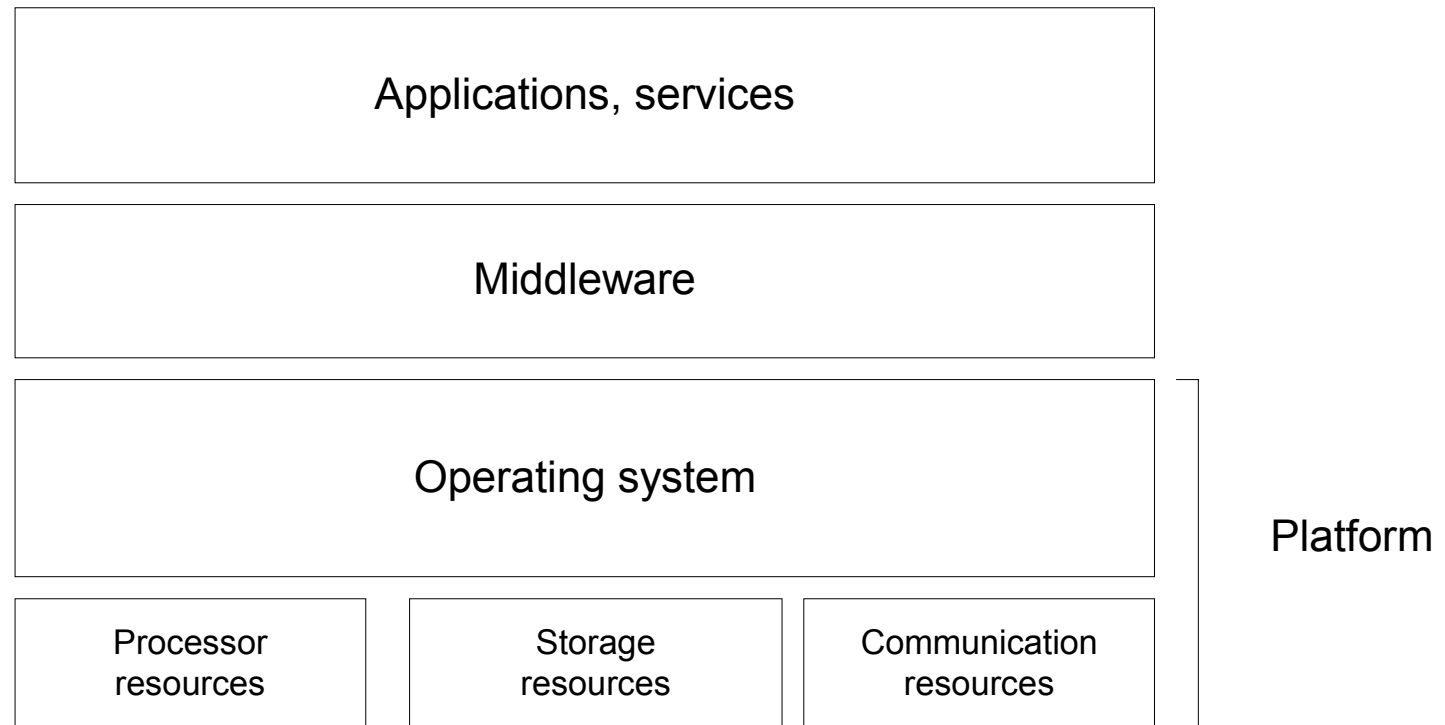 Applications, services
Middleware
Operating system
Platform
Processor
resources
Storage
resources
Communication
resources